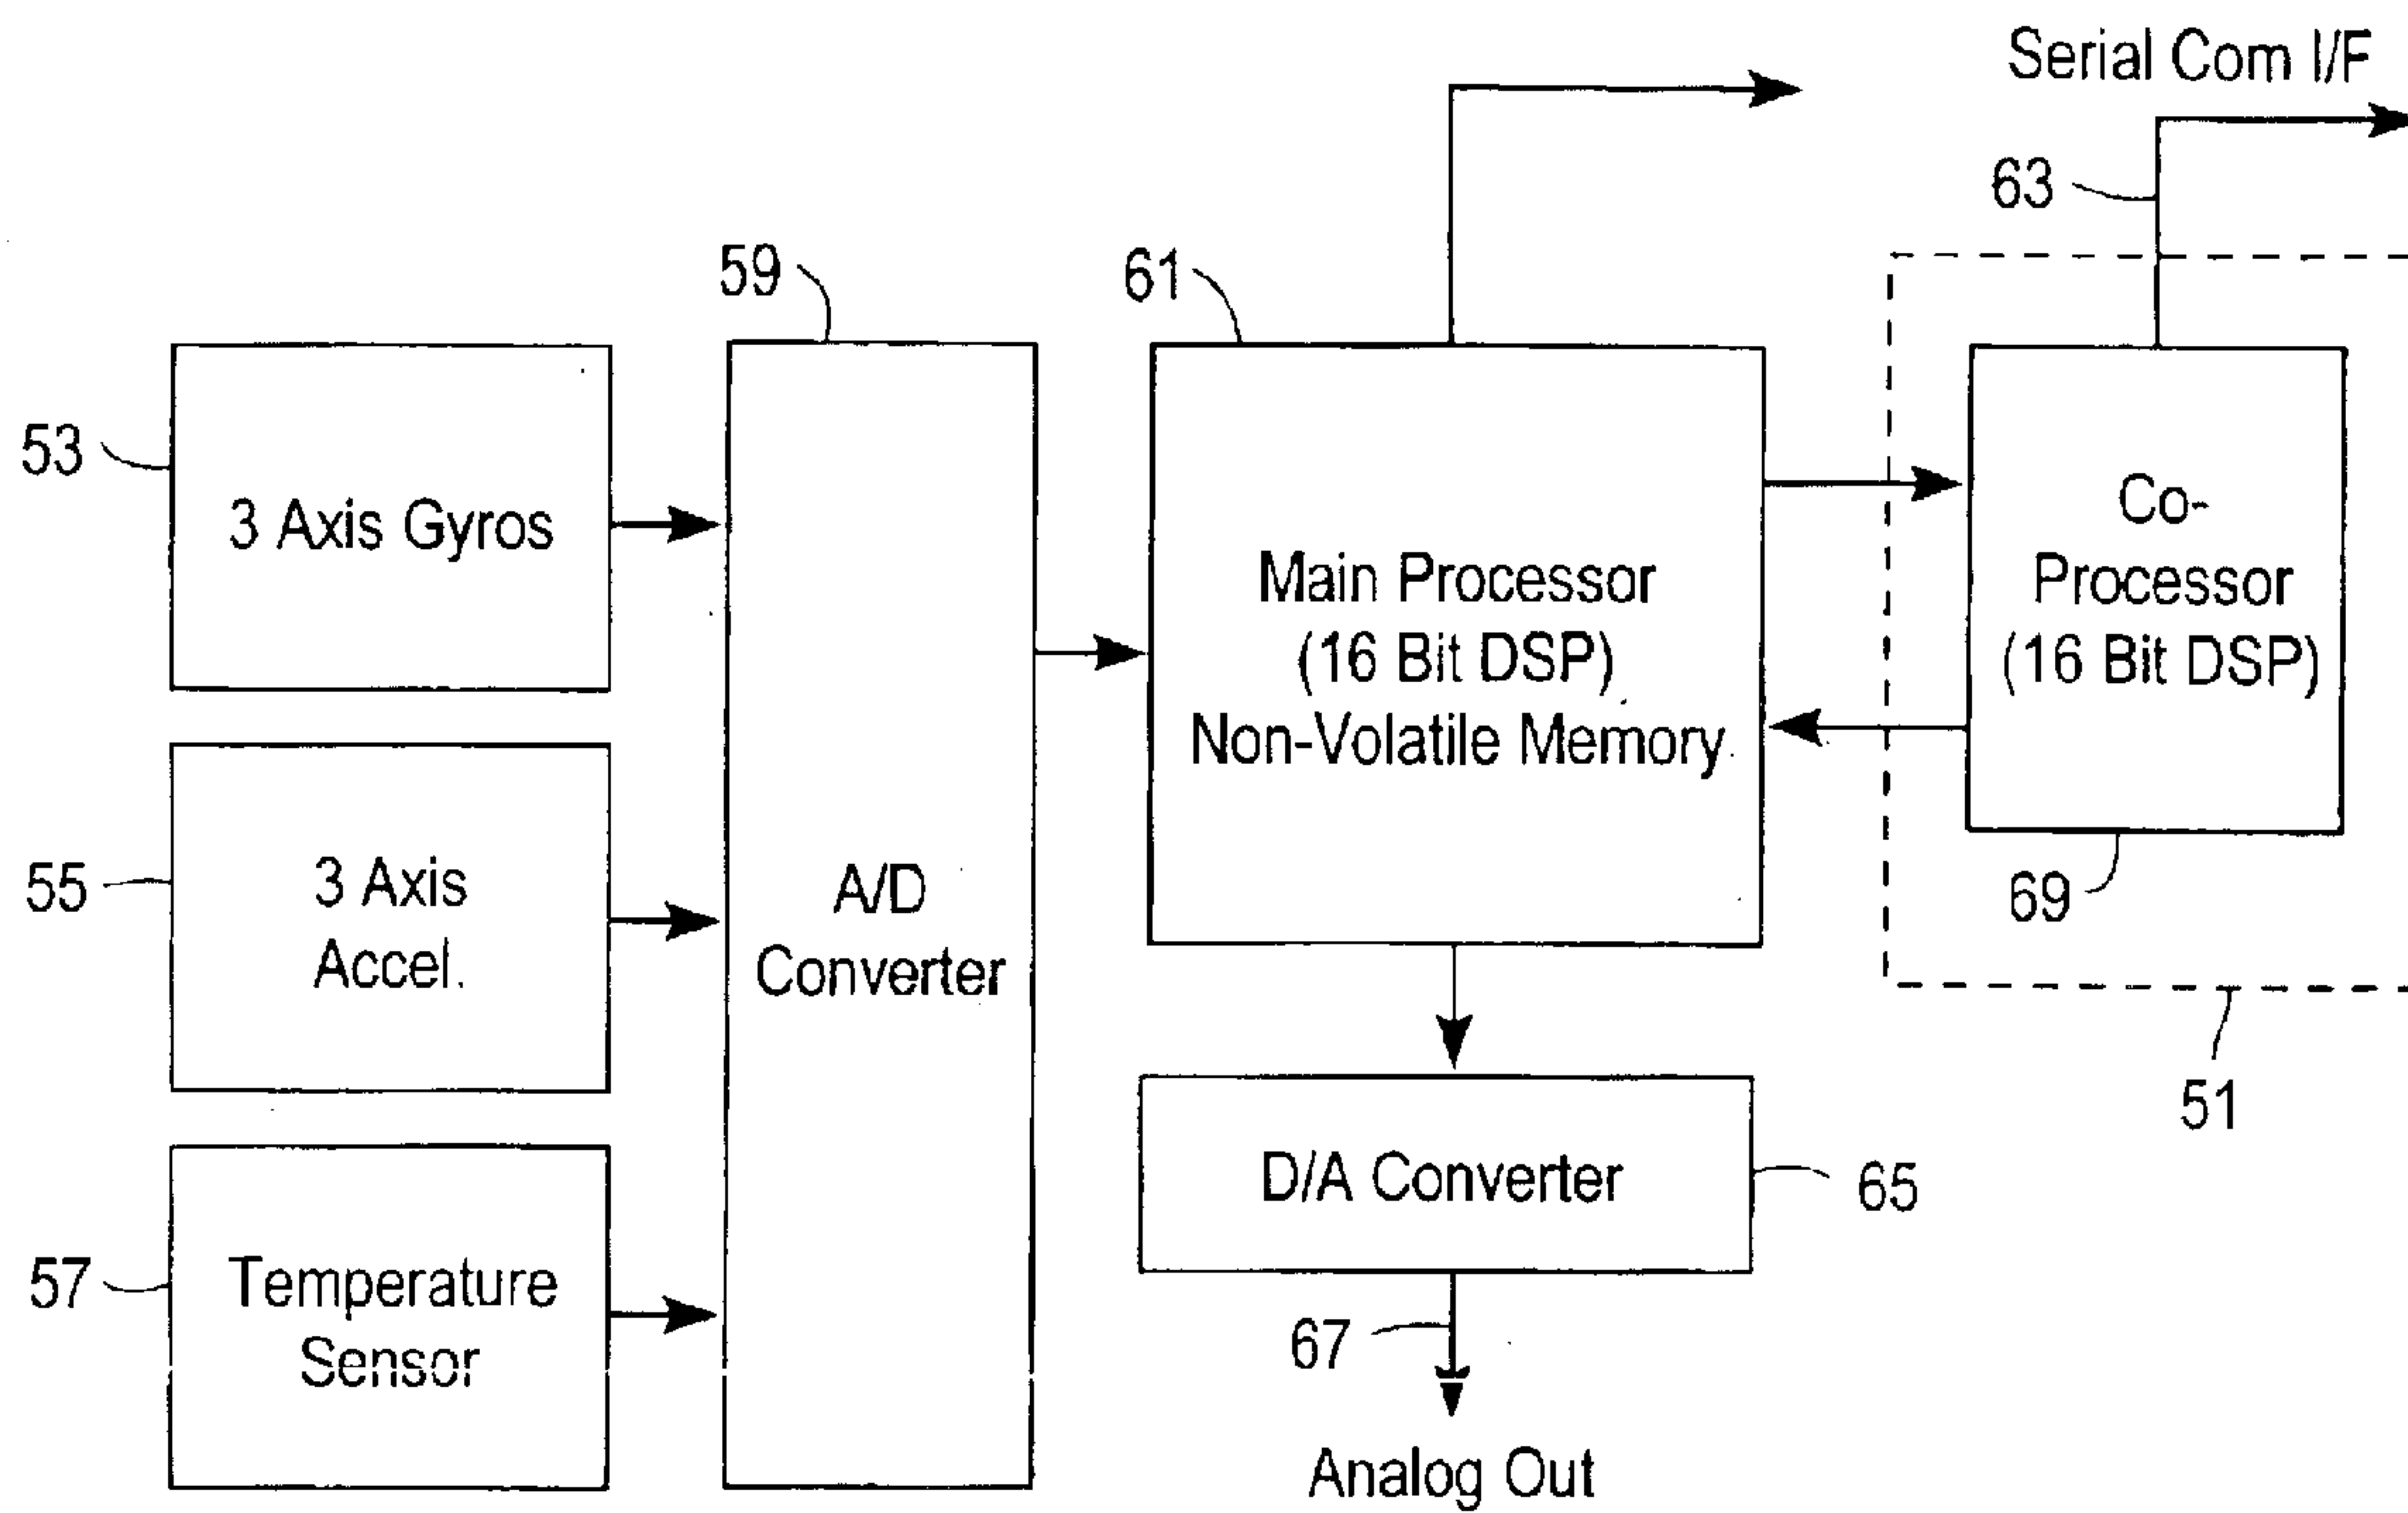 Serial Com I/F
63
59
61
53
3 Axis Gyros
Co-
Processor
(16 Bit DSP)
Main Processor
(16 Bit DSP)
Non-Volatile Memory
55
3 Axis
Accel.
A/D
Converter
69
51
57
Temperature
Sensor
D/A Converter
65
67
Analog Out